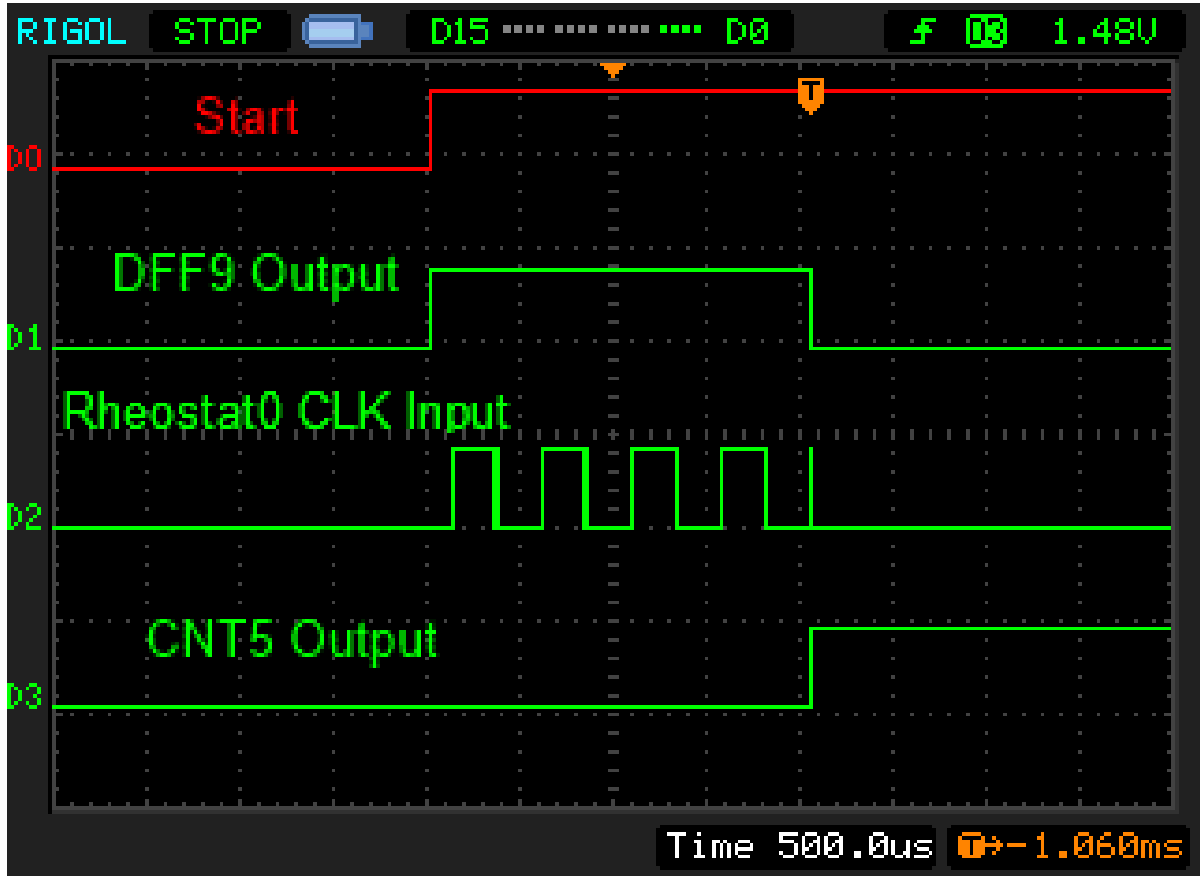 RIGOL STOP D15 D0 1.48V
T
Start
D0
DFF9 Output
D1
Rheostat0 CLK Input
D2
CNT5 Output
D3
Time 500.0us T→-1.060ms